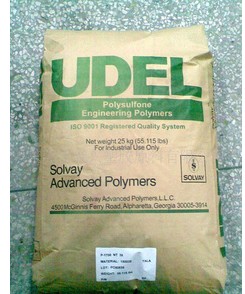 UDEL
Polysulfone
Engineering Polymers
ISO 9001 Registered Quality System
Net weight 25 kg (55.115 lbs)
For Industrial Use Only
Solvay
Advanced Polymers
S
SOLVAY
Solvay Advanced Polymers, L.L.C.
4500 McGinnis Ferry Road, Alpharetta, Georgia 30005-3914
MATERIAL